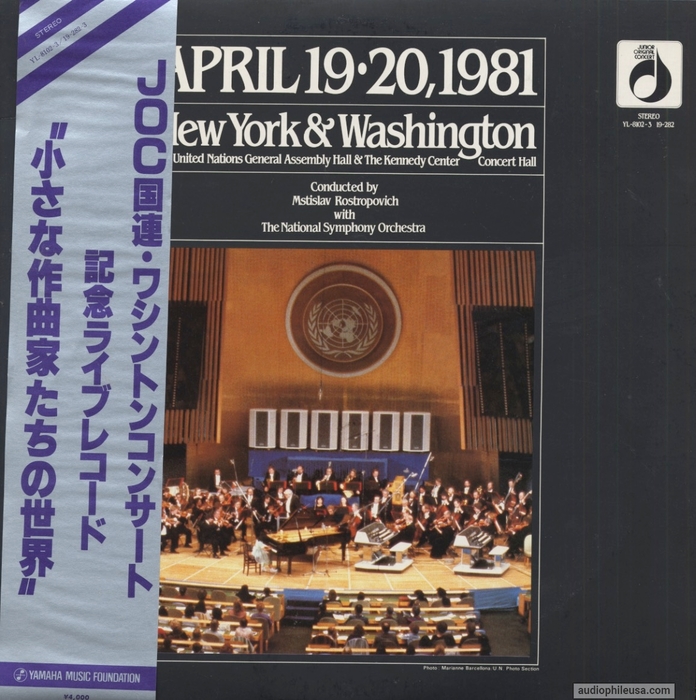 STEREO
YL-8102-3 / 19-282 3
JOC国連・ワシントンコンサート
記念ライブレコード
"小さな作曲家たちの世界"
YAMAHA MUSIC FOUNDATION
¥4,000
APRIL 19·20, 1981
New York & Washington
United Nations General Assembly Hall & The Kennedy Center Concert Hall
Conducted by
Mstislav Rostropovich
with
The National Symphony Orchestra
Photo: Marianne Barcellona/U.N. Photo Section
JUNIOR
ORIGINAL
CONCERT
STEREO
YL-8102-3 19-282
audiophileusa.com